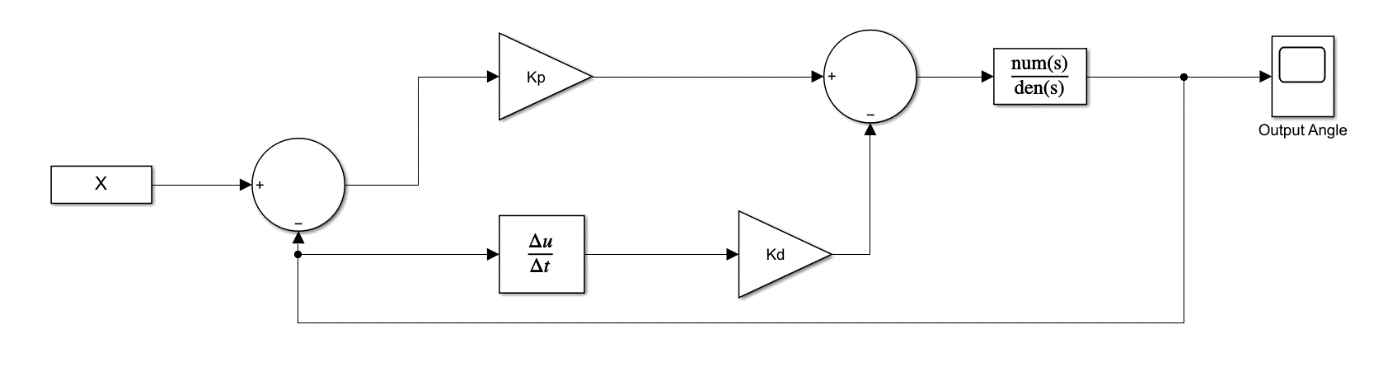 Kp
+
num(s)
den(s)
−
Output Angle
X
+
−
Δu
Δt
Kd